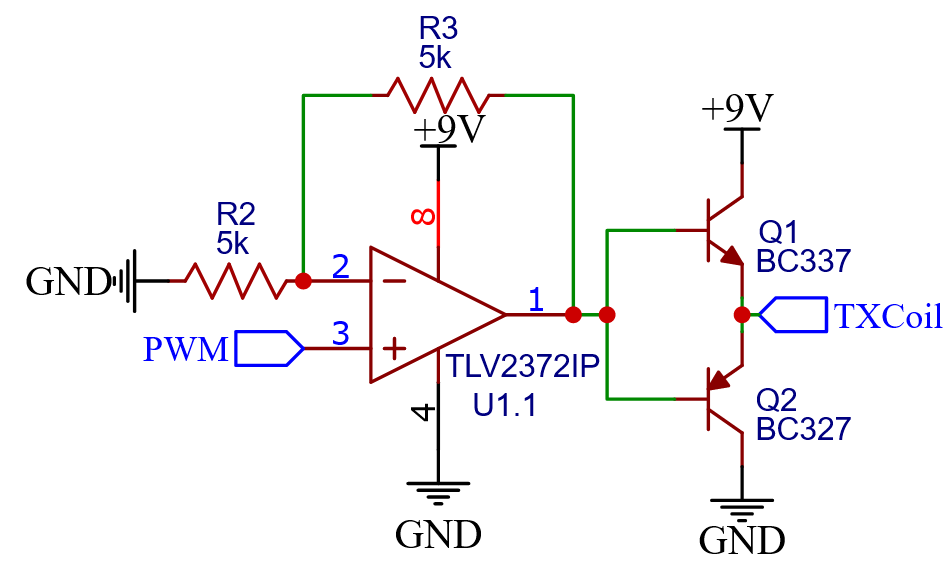 R3
5k
+9V
+9V
8
R2
5k
Q1
BC337
GND
2
1
PWM
3
TXCoil
TLV2372IP
U1.1
4
Q2
BC327
GND
GND